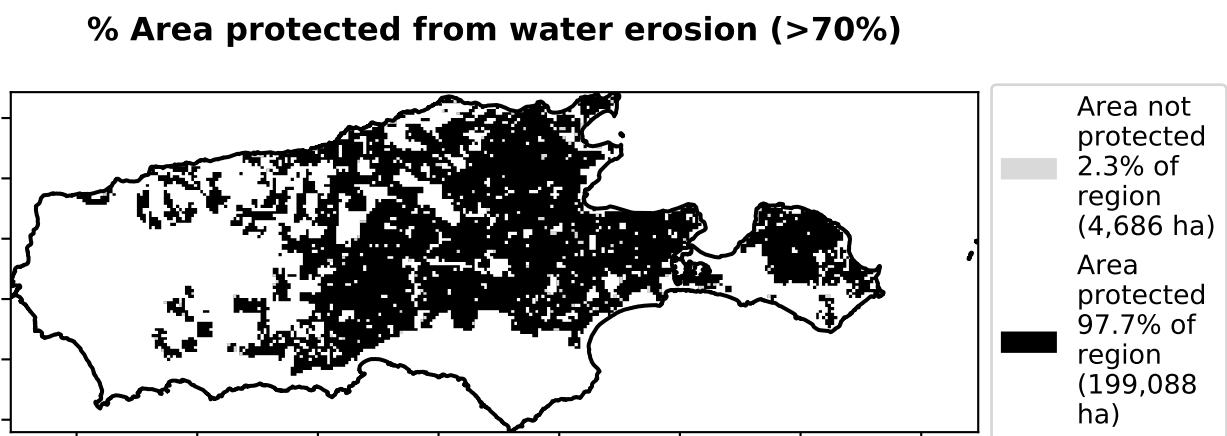 % Area protected from water erosion (>70%)
Area not
protected
2.3% of
region
(4,686 ha)
Area
protected
97.7% of
region
(199,088
ha)